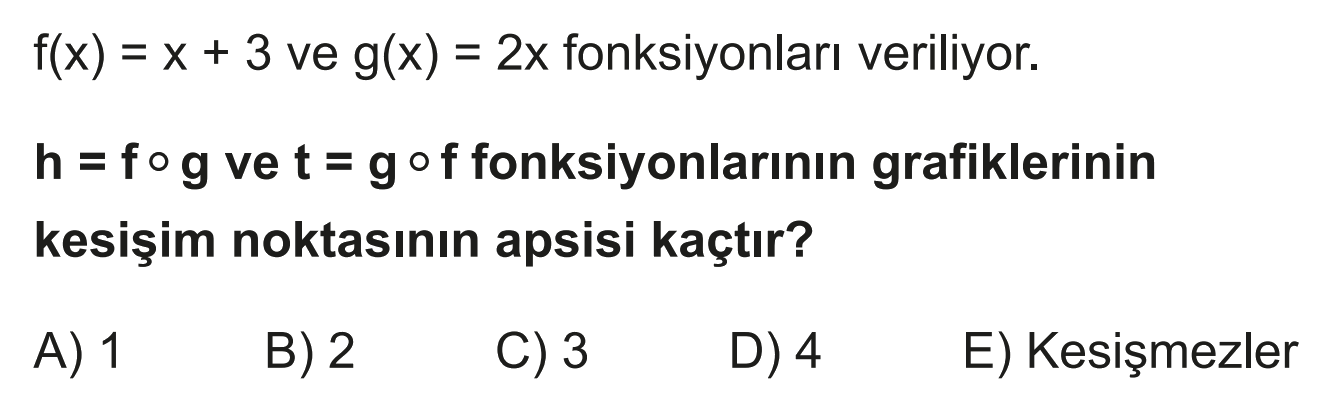 f(x) = x + 3 ve g(x) = 2x fonksiyonları veriliyor.
h = f∘g ve t = g∘f fonksiyonlarının grafiklerinin
kesişim noktasının apsisi kaçtır?
A) 1 B) 2 C) 3 D) 4 E) Kesişmezler